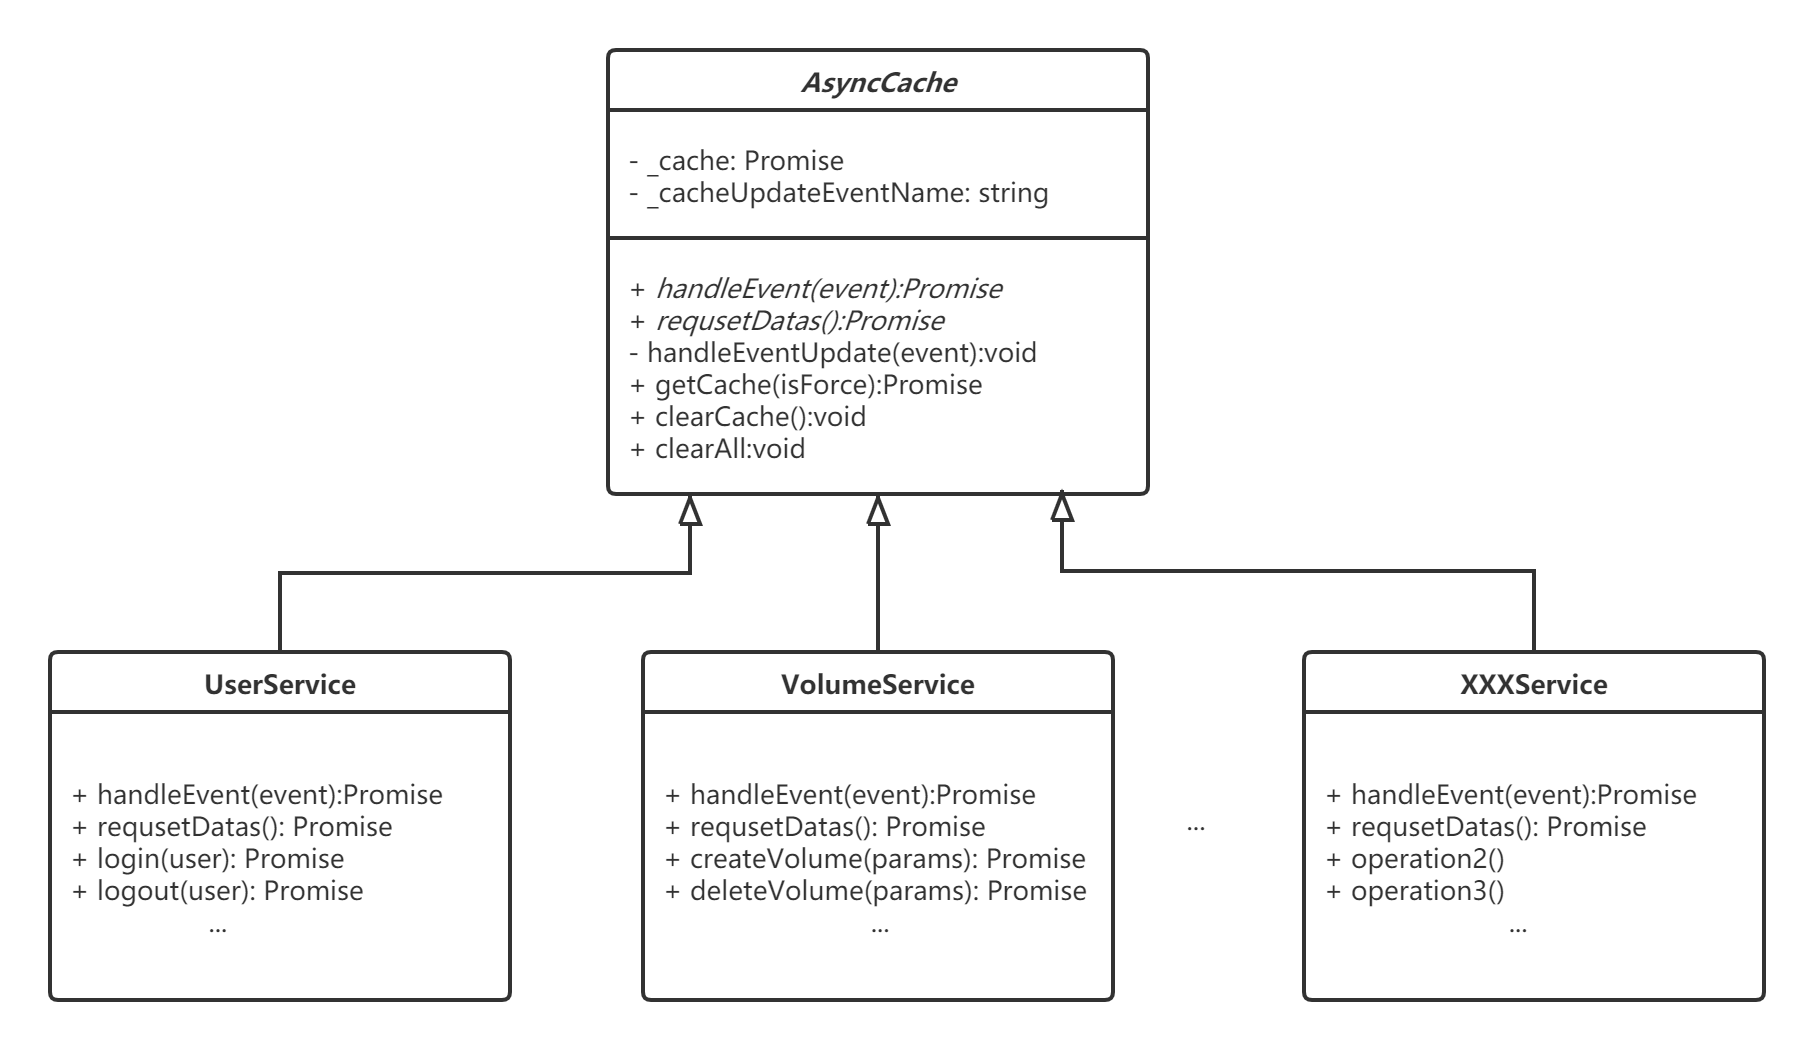 AsyncCache
- _cache: Promise
- _cacheUpdateEventName: string
+ handleEvent(event):Promise
+ requsetDatas():Promise
- handleEventUpdate(event):void
+ getCache(isForce):Promise
+ clearCache():void
+ clearAll:void
UserService
+ handleEvent(event):Promise
+ requsetDatas(): Promise
+ login(user): Promise
+ logout(user): Promise
...
VolumeService
+ handleEvent(event):Promise
+ requsetDatas(): Promise
+ createVolume(params): Promise
+ deleteVolume(params): Promise
...
...
XXXService
+ handleEvent(event):Promise
+ requsetDatas(): Promise
+ operation2()
+ operation3()
...